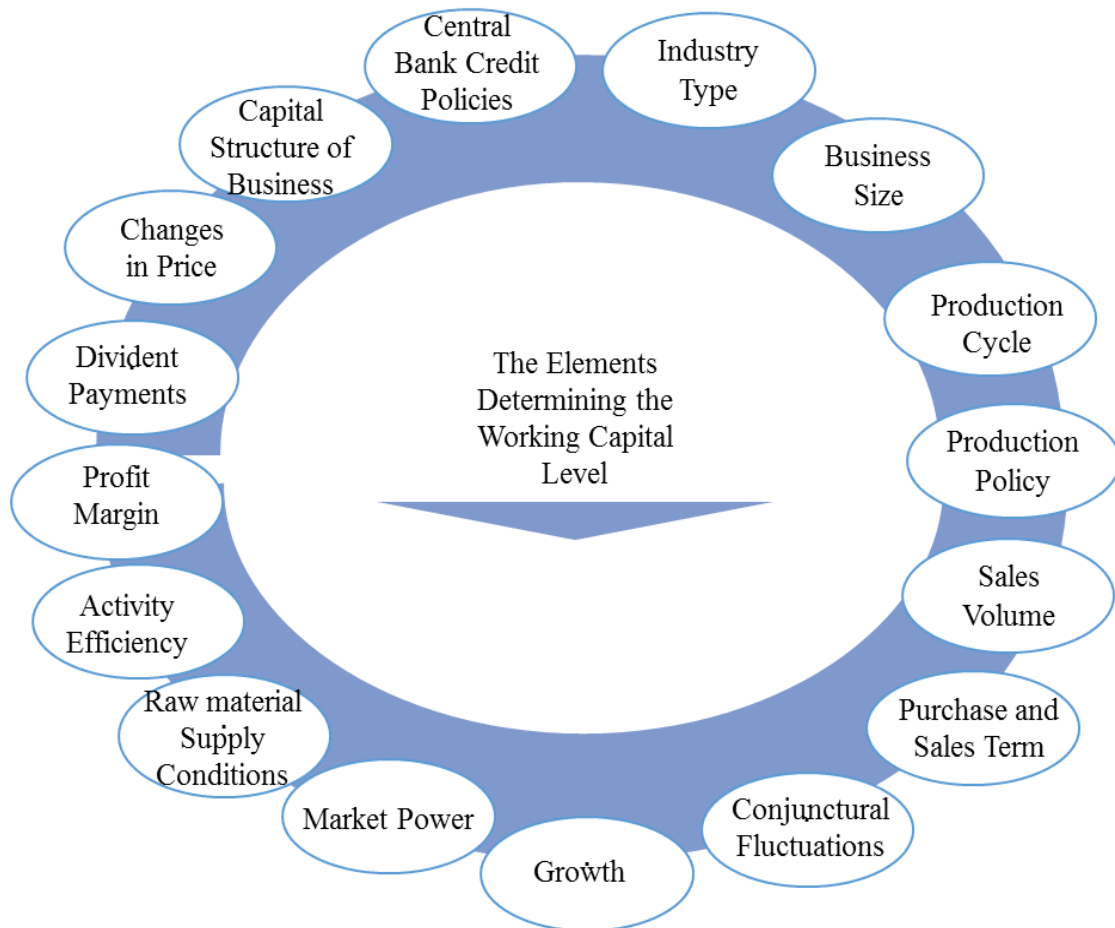 Central
Bank Credit
Policies
Industry
Type
Business
Size
Production
Cycle
Production
Policy
Sales
Volume
Purchase and
Sales Term
Conjunctural
Fluctuations
Growth
Market Power
Raw material
Supply
Conditions
Activity
Efficiency
Profit
Margin
Divident
Payments
Changes
in Price
Capital
Structure of
Business
The Elements
Determining the
Working Capital
Level